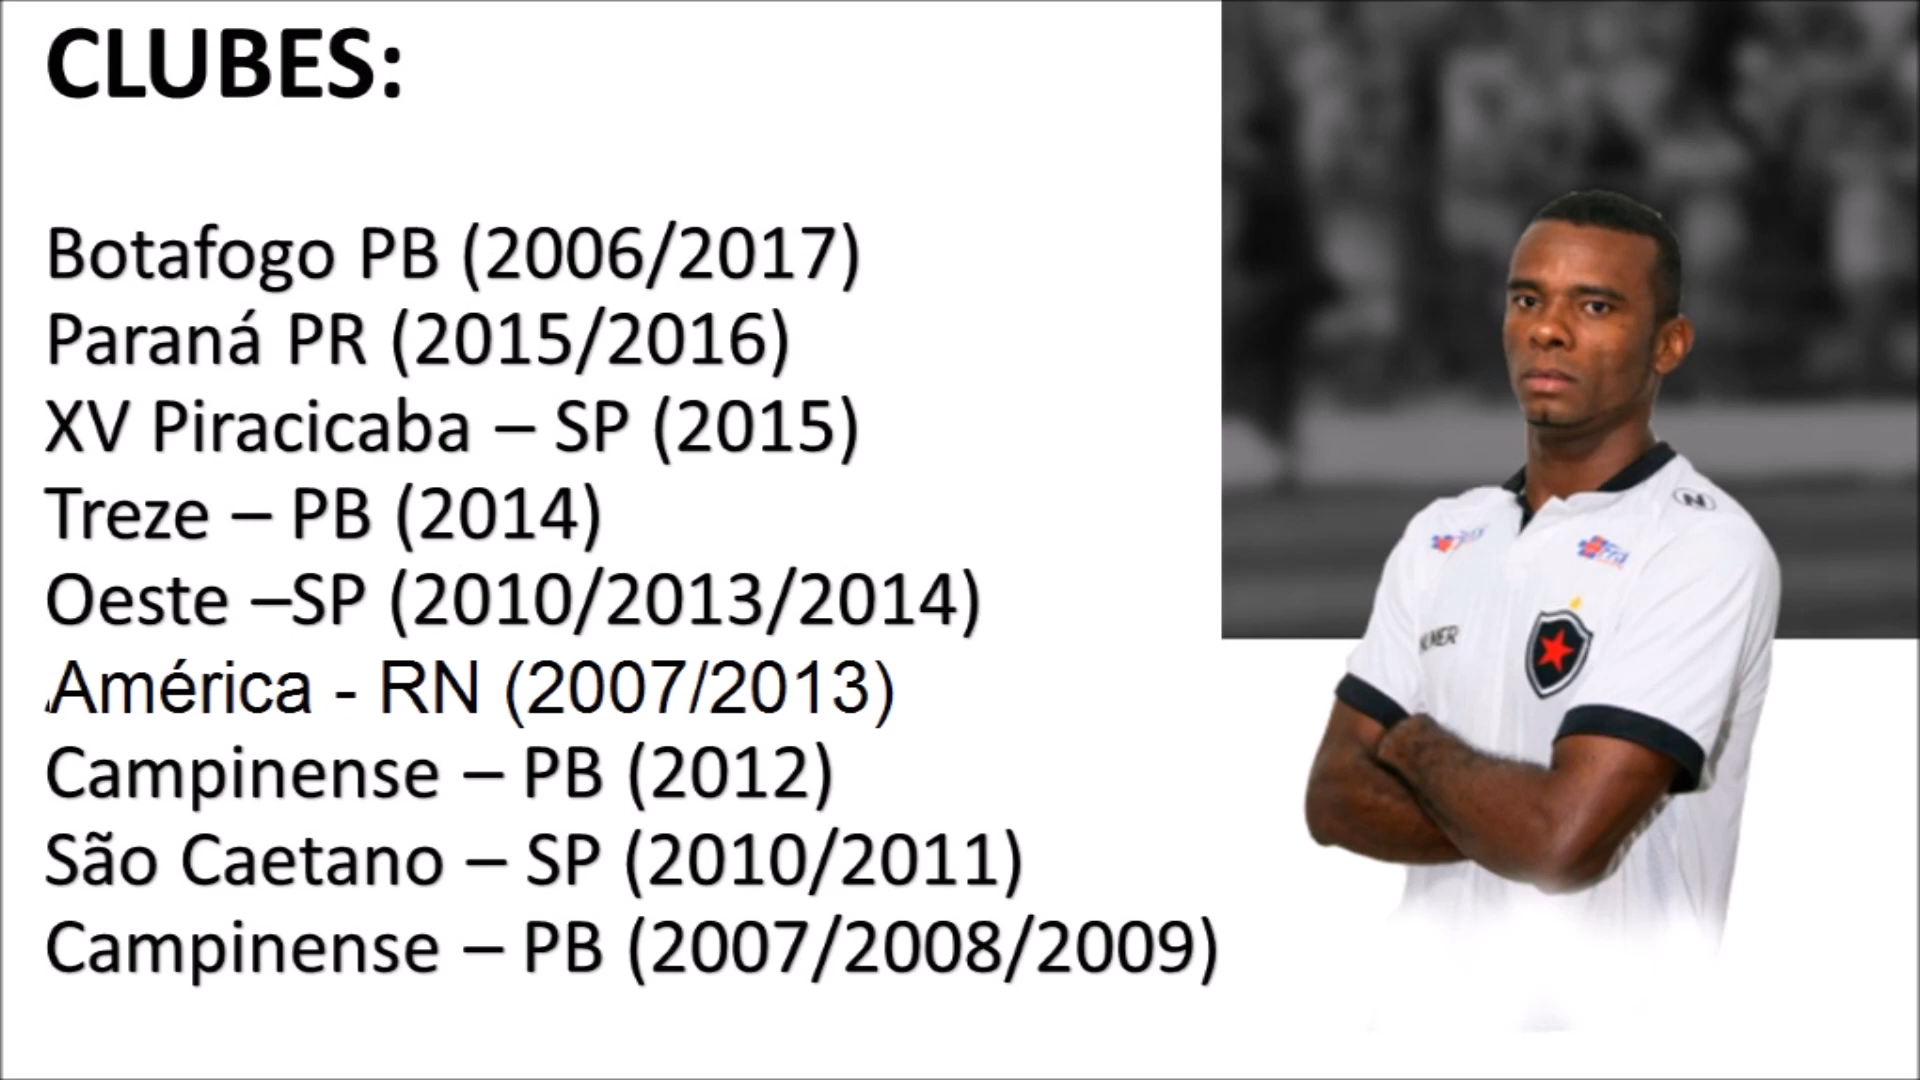 CLUBES:
Botafogo PB (2006/2017)
Paraná PR (2015/2016)
XV Piracicaba – SP (2015)
Treze – PB (2014)
Oeste –SP (2010/2013/2014)
América - RN (2007/2013)
Campinense – PB (2012)
São Caetano – SP (2010/2011)
Campinense – PB (2007/2008/2009)